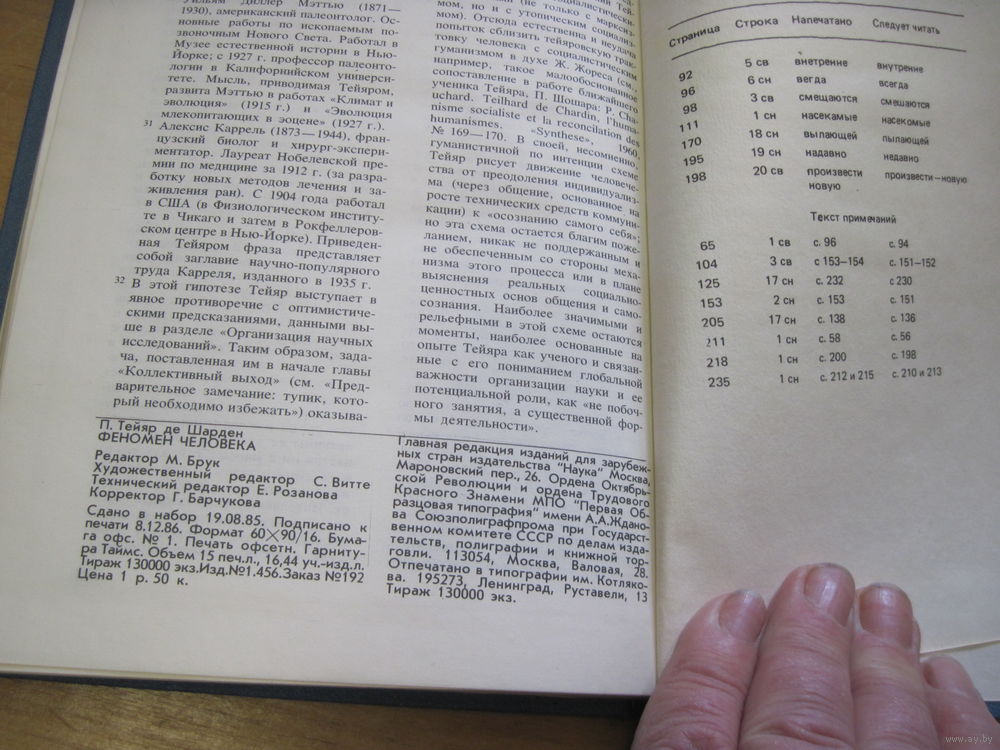 Уильям Диллер Мэттью (1871—
1930), американский палеонтолог. Ос-
новные работы по ископаемым по-
звоночным Нового Света. Работал в
Музее естественной истории в Нью-
Йорке; с 1927 г. профессор палеонто-
логии в Калифорнийском универси-
тете. Мысль, приводимая Тейяром,
развита Мэттью в работах «Климат и
эволюция» (1915 г.) и «Эволюция
млекопитающих в эоцене» (1927 г.).
31 Алексис Каррель (1873—1944), фран-
цузский биолог и хирург-экспери-
ментатор. Лауреат Нобелевской пре-
мии по медицине за 1912 г. (за разра-
ботку новых методов лечения и за-
живления ран). С 1904 года работал
в США (в Физиологическом институ-
те в Чикаго и затем в Рокфеллеров-
ском центре в Нью-Йорке). Приведен-
ная Тейяром фраза представляет
собой заглавие научно-популярного
труда Карреля, изданного в 1935 г.
32 В этой гипотезе Тейяр выступает в
явное противоречие с оптимистиче-
скими предсказаниями, данными вы-
ше в разделе «Организация научных
исследований». Таким образом, зада-
ча, поставленная им в начале главы
«Коллективный выход» (см. «Пред-
варительное замечание: тупик, кото-
рый необходимо избежать») оказыва-
(не только с марксиз-
мом, но и с утопическим социализ-
мом). Отсюда естественна и неудача
попыток сблизить тейяровскую трак-
товку человека с социалистическим
гуманизмом в духе Ж. Жореса (см.,
например, такое малообоснованное
сопоставление в работе ближайшего
ученика Тейяра, П. Шошара: P. Cha-
uchard. Teilhard de Chardin, l'huma-
nisme socialiste et la reconciliation des
humanismes. «Synthese», 1960,
№ 169—170). В своей, несомненно,
гуманистичной по интенции схеме
Тейяр рисует движение человече-
ства от преодоления индивидуализ-
ма (через общение, основанное на
росте технических средств коммуни-
кации) к «осознанию самого себя»;
но эта схема остается благим поже-
ланием, никак не поддержанным и
не обеспеченным со стороны меха-
низма этого процесса или в плане
выяснения реальных социально-
ценностных основ общения и само-
сознания. Наиболее значимыми и
рельефными в этой схеме остаются
моменты, наиболее основанные на
опыте Тейяра как ученого и связан-
ные с его пониманием глобальной
важности организации науки и ее
потенциальной роли, как «не побоч-
ного занятия, а существенной фор-
мы деятельности».
П. Тейяр де Шарден
ФЕНОМЕН ЧЕЛОВЕКА
Редактор М. Брук
Художественный редактор С. Витте
Технический редактор Е. Розанова
Корректор Г. Барчукова
Сдано в набор 19.08.85. Подписано к
печати 8.12.86. Формат 60×90/16. Бума-
га офс. № 1. Печать офсетн. Гарниту-
ра Таймс. Объем 15 печ.л., 16,44 уч.-изд.л.
Тираж 130000 экз.Изд.№1.456.Заказ №192
Цена 1 р. 50 к.
Главная редакция изданий для зарубеж-
ных стран издательства "Наука" Москва,
Мароновский пер., 26. Ордена Октябрь-
ской Революции и ордена Трудового
Красного Знамени МПО "Первая Об-
разцовая типография" имени А.А.Ждано-
ва Союзполиграфпрома при Государст-
венном комитете СССР по делам изда-
тельств, полиграфии и книжной тор-
говли. 113054, Москва, Валовая, 28.
Отпечатано в типографии им. Котляко-
ва. 195273, Ленинград, Руставели, 13
Тираж 130000 экз.
Страница Строка Напечатано Следует читать
92 5 св внетренние внутренние
96 6 сн вегда всегда
98 3 св смещаются смешаются
111 1 сн насекамые насекомые
170 18 сн выпающей пылающей
195 19 сн надавно недавно
198 20 св произвести произвести–новую
новую
Текст примечаний
65 1 св с. 96 с. 94
104 3 св с 153–154 с. 151–152
125 17 сн с. 232 с 230
153 2 сн с. 153 с. 151
205 17 сн с. 138 с. 136
211 1 сн с. 58 с. 56
218 1 сн с. 200 с. 198
235 1 сн с. 212 и 215 с. 210 и 213
www.ay.by